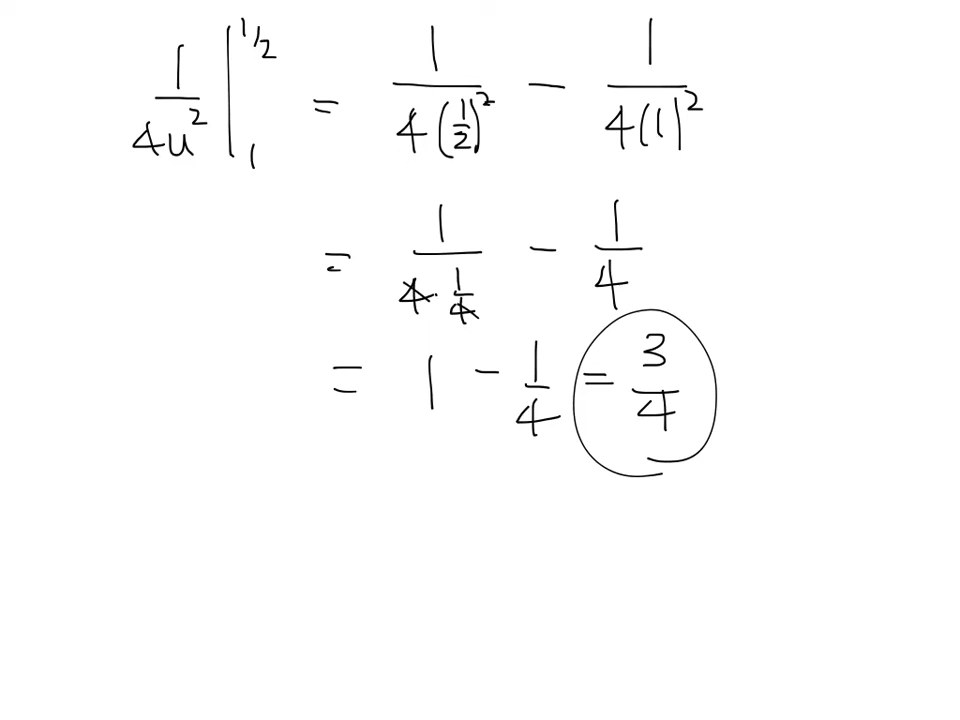 1/(4u²) |₁^(1/2) = 1/(4(1/2)²) − 1/(4(1)²)
= 1/(4·1/4) − 1/4
= 1 − 1/4 = 3/4